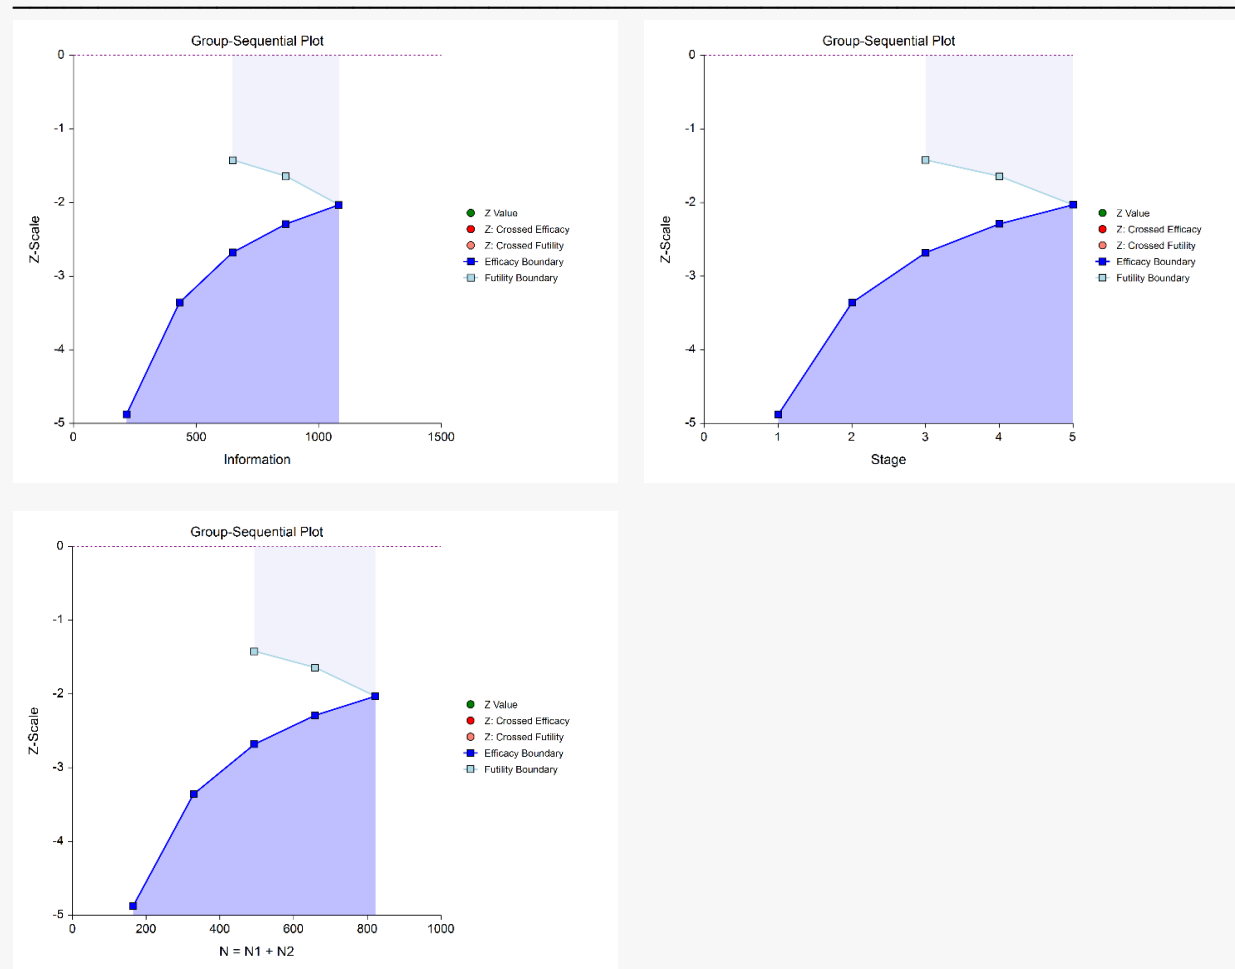 Group-Sequential Plot
0
-1
-2
-3
-4
-5
Z-Scale
0
500
1000
1500
Information
Z Value
Z: Crossed Efficacy
Z: Crossed Futility
Efficacy Boundary
Futility Boundary
Group-Sequential Plot
0
-1
-2
-3
-4
-5
Z-Scale
0
1
2
3
4
5
Stage
Z Value
Z: Crossed Efficacy
Z: Crossed Futility
Efficacy Boundary
Futility Boundary
Group-Sequential Plot
0
-1
-2
-3
-4
-5
Z-Scale
0
200
400
600
800
1000
N = N1 + N2
Z Value
Z: Crossed Efficacy
Z: Crossed Futility
Efficacy Boundary
Futility Boundary